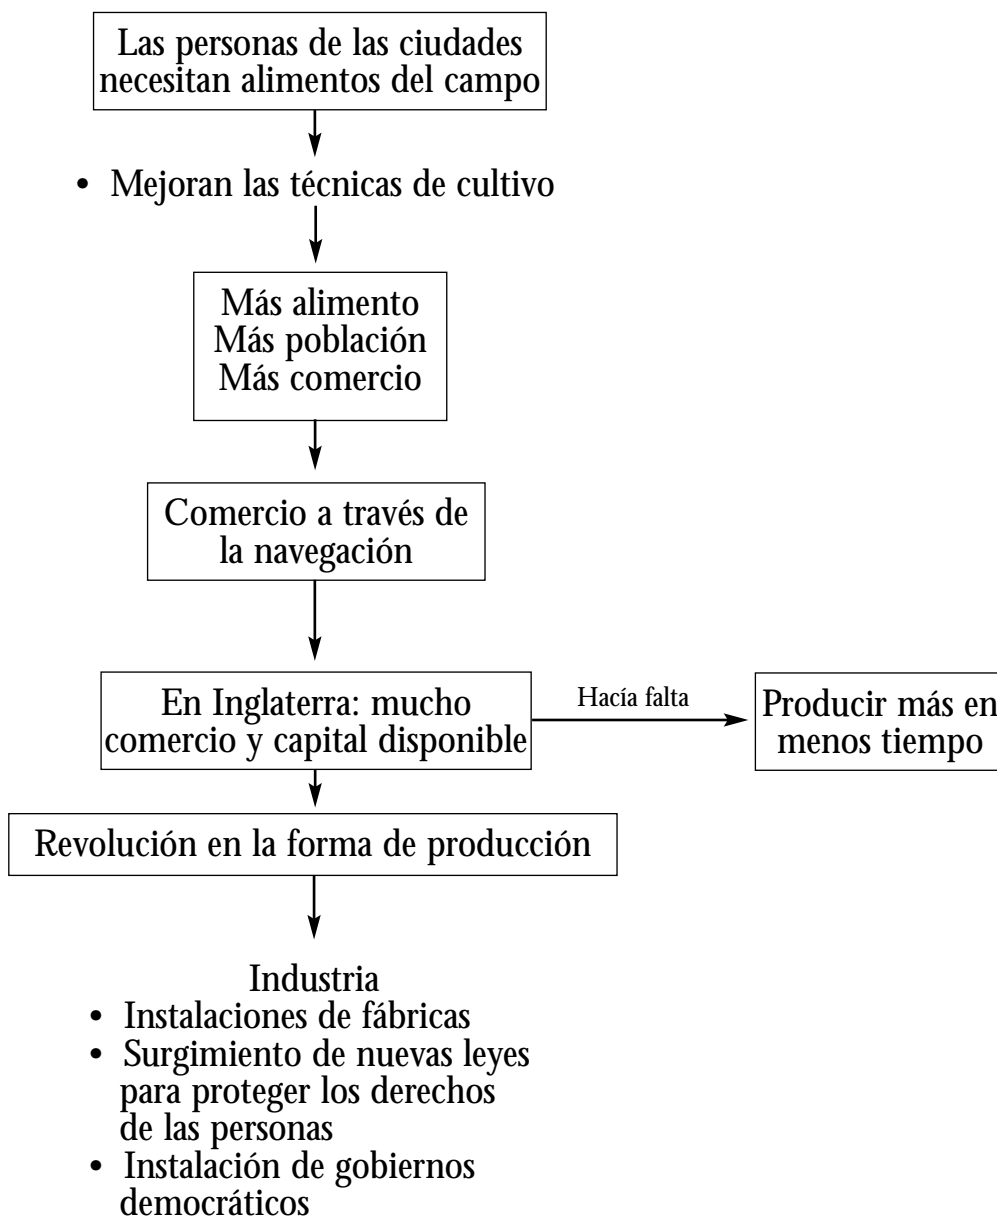 Las personas de las ciudades
necesitan alimentos del campo
• Mejoran las técnicas de cultivo
Más alimento
Más población
Más comercio
Comercio a través de
la navegación
En Inglaterra: mucho
comercio y capital disponible
Hacía falta
Producir más en
menos tiempo
Revolución en la forma de producción
Industria
• Instalaciones de fábricas
• Surgimiento de nuevas leyes
para proteger los derechos
de las personas
• Instalación de gobiernos
democráticos